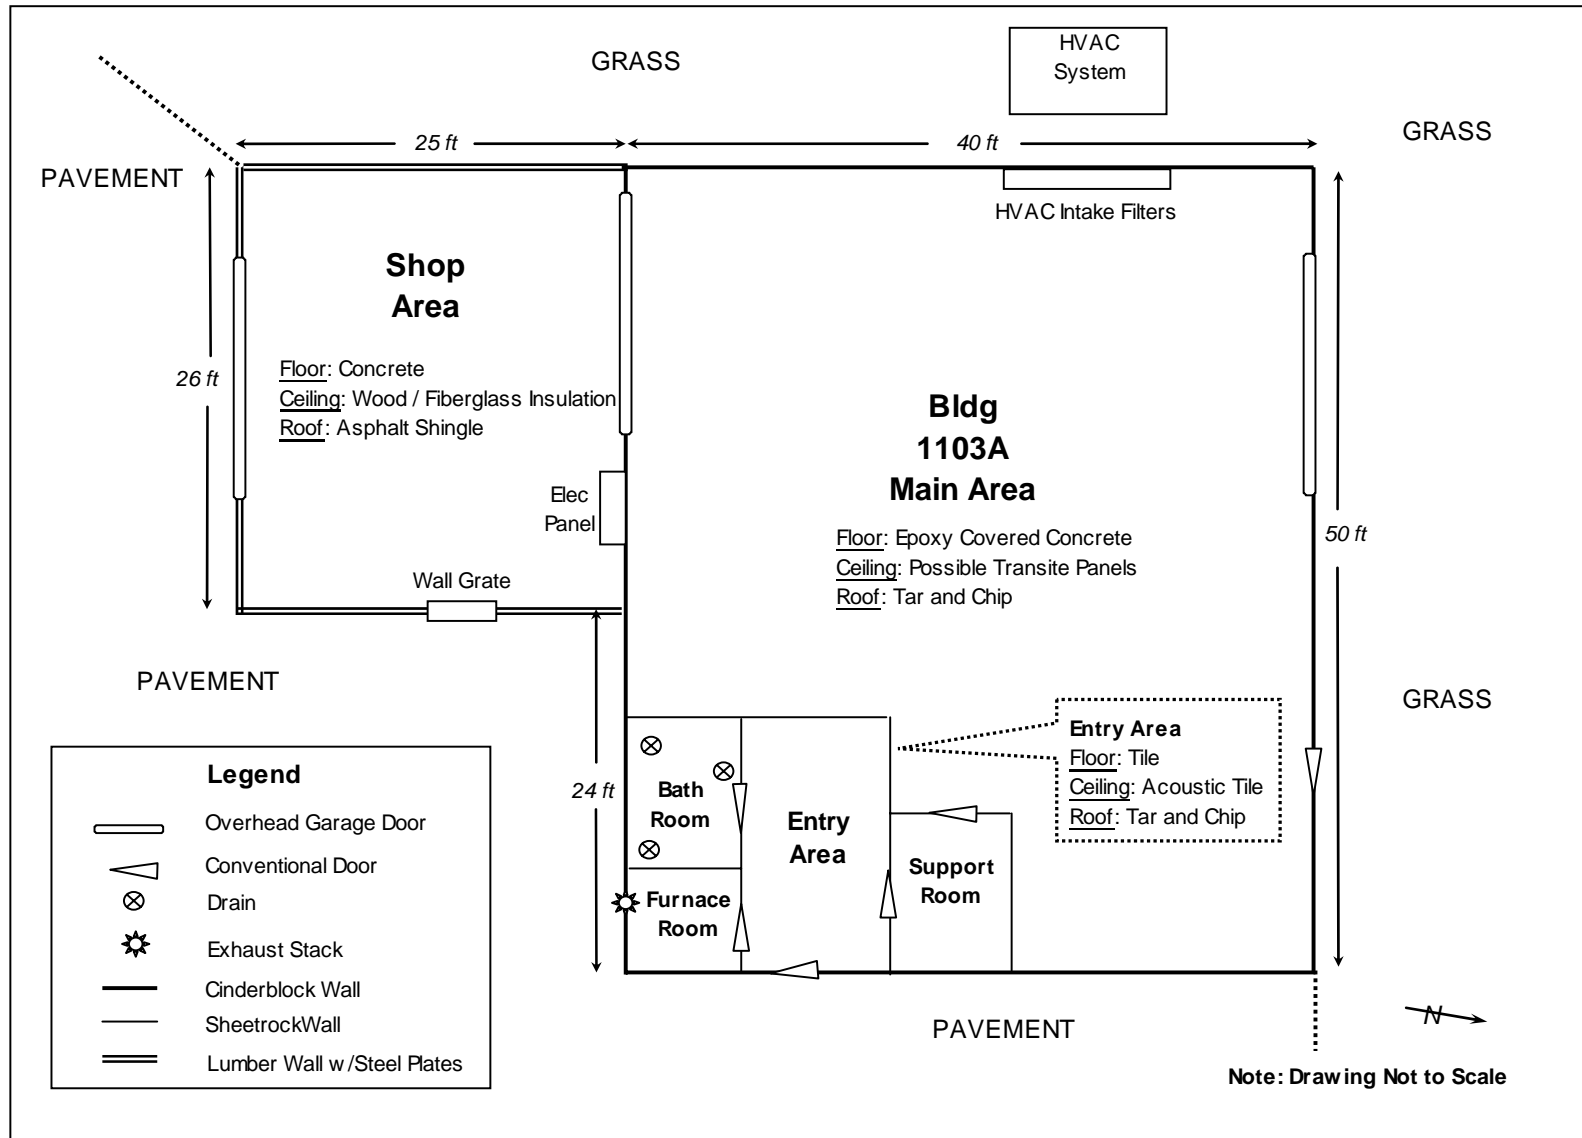 GRASS
HVAC
System
25 ft
40 ft
GRASS
PAVEMENT
HVAC Intake Filters
Shop
Area
26 ft
Floor: Concrete
Ceiling: Wood / Fiberglass Insulation
Roof: Asphalt Shingle
Bldg
1103A
Main Area
Elec
Panel
Floor: Epoxy Covered Concrete
Ceiling: Possible Transite Panels
Roof: Tar and Chip
50 ft
Wall Grate
PAVEMENT
GRASS
Entry Area
Floor: Tile
Ceiling: Acoustic Tile
Roof: Tar and Chip
24 ft
Bath
Room
Entry
Area
Support
Room
Furnace
Room
Legend
Overhead Garage Door
Conventional Door
Drain
Exhaust Stack
Cinderblock Wall
SheetrockWall
Lumber Wall w/Steel Plates
PAVEMENT
N
Note: Drawing Not to Scale